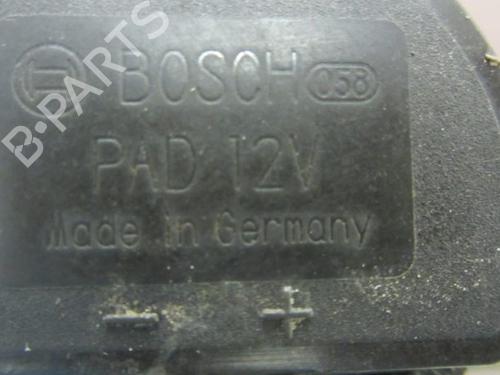 BOSCH 058
PAD 12V
Made in Germany
- +
B-PARTS